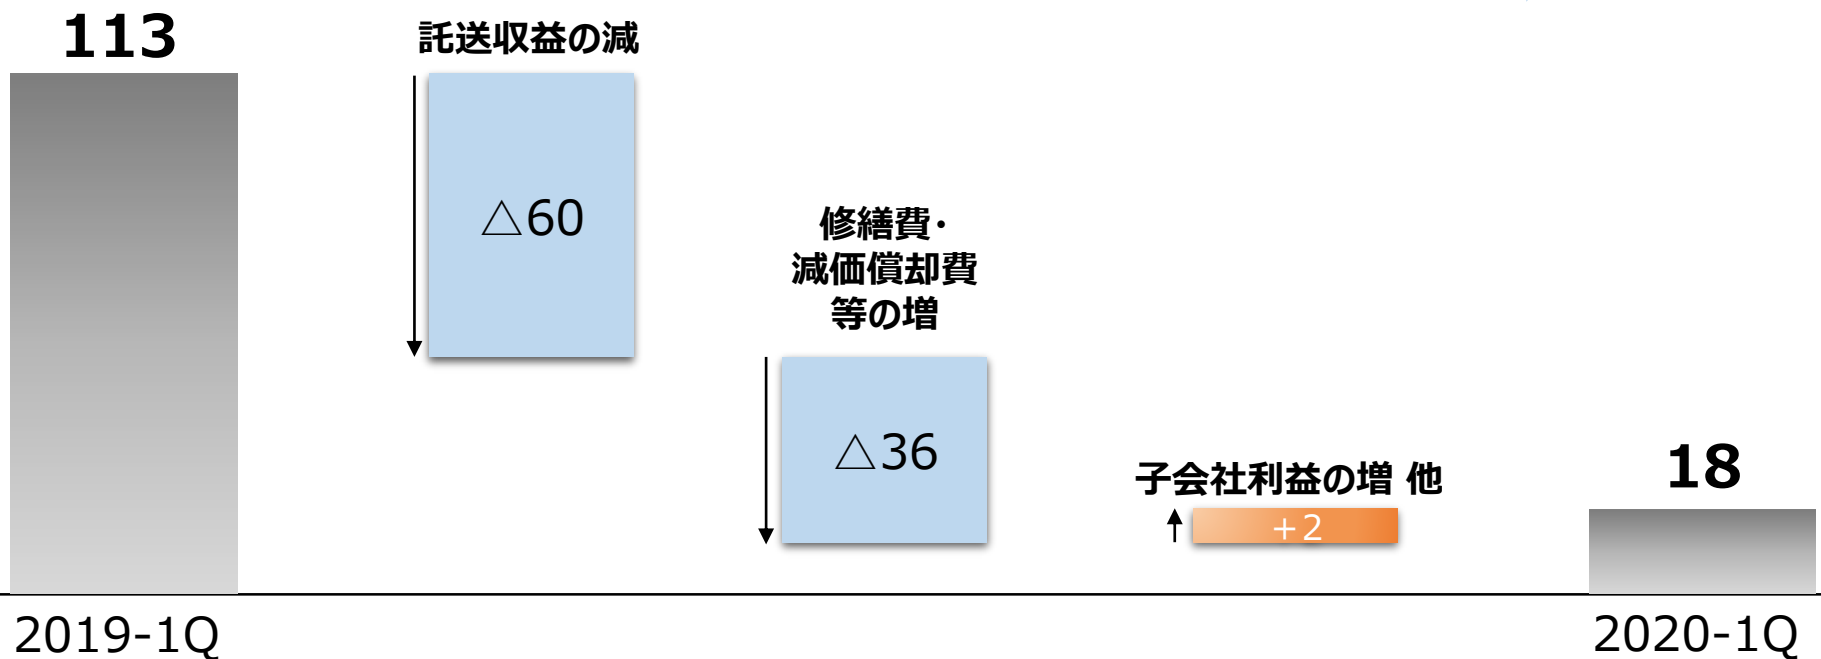 113
託送収益の減
△60
修繕費・
減価償却費
等の増
△36
子会社利益の増 他
+2
18
2019-1Q
2020-1Q